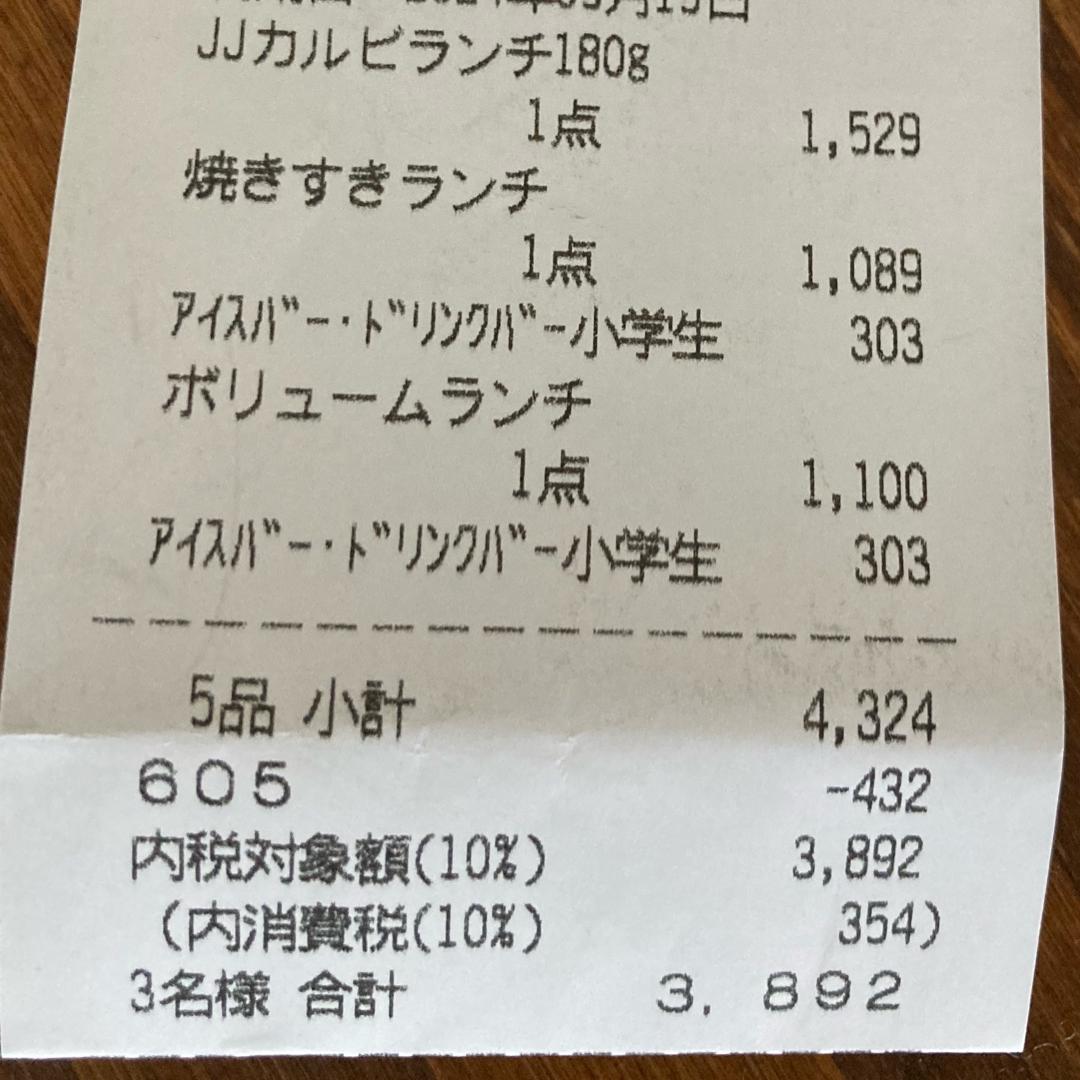 JJカルビランチ180g
1点 1,529
焼きすきランチ
1点 1,089
ｱｲｽﾊﾞｰ・ﾄﾞﾘﾝｸﾊﾞｰ小学生 303
ボリュームランチ
1点 1,100
ｱｲｽﾊﾞｰ・ﾄﾞﾘﾝｸﾊﾞｰ小学生 303
5品 小計 4,324
６０５ -432
内税対象額(10%) 3,892
(内消費税(10%) 354)
3名様 合計 ３，８９２